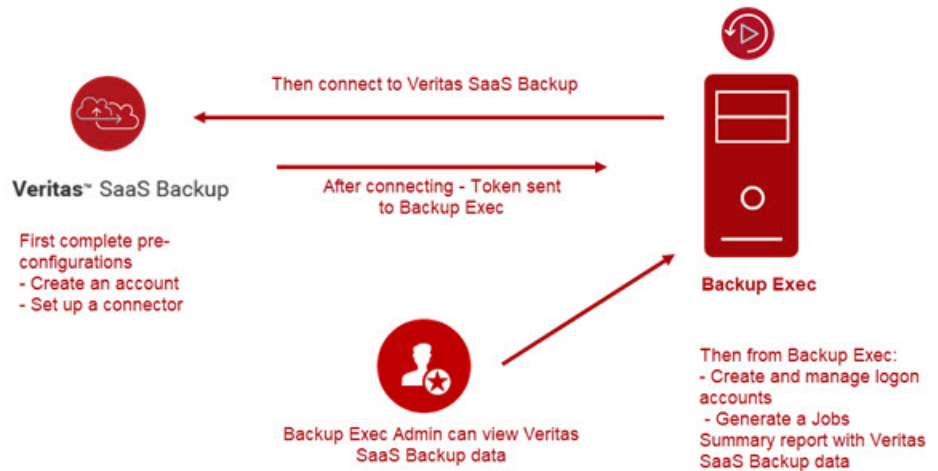 Then connect to Veritas SaaS Backup
Veritas™ SaaS Backup
After connecting - Token sent
to Backup Exec
First complete pre-
configurations
- Create an account
- Set up a connector
Backup Exec
Backup Exec Admin can view Veritas
SaaS Backup data
Then from Backup Exec:
- Create and manage logon
accounts
- Generate a Jobs
Summary report with Veritas
SaaS Backup data